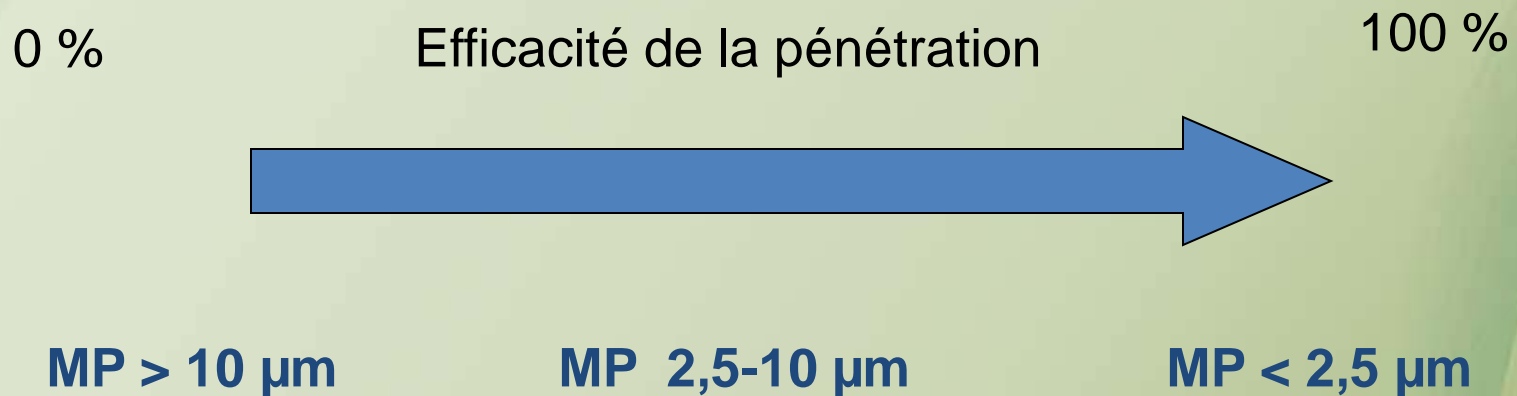 0 %
Efficacité de la pénétration
100 %
MP > 10 µm
MP 2,5-10 µm
MP < 2,5 µm